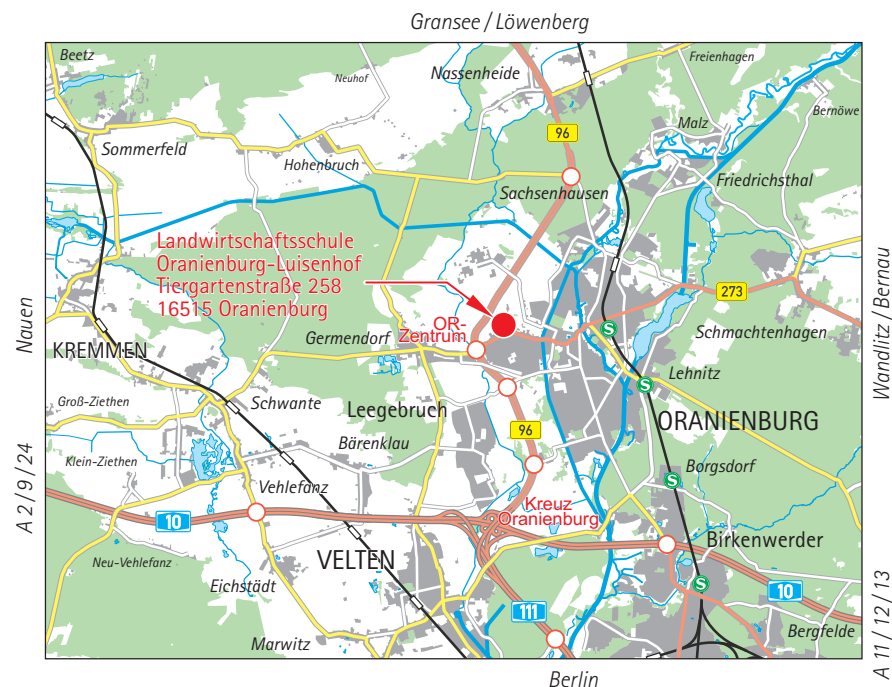 Gransee / Löwenberg
Beetz
Neuhof
Nassenheide
Freienhagen
Bernöwe
96
Malz
Sommerfeld
Hohenbruch
Sachsenhausen
Friedrichsthal
Landwirtschaftsschule
Oranienburg-Luisenhof
Tiergartenstraße 258
16515 Oranienburg
273
OR-
Zentrum
Germendorf
Schmachtenhagen
S
KREMMEN
Lehnitz
S
Groß-Ziethen
Schwante
Leegebruch
ORANIENBURG
96
Bärenklau
Klein-Ziethen
Borgsdorf
S
Vehlefanz
10
Kreuz
Oranienburg
Birkenwerder
Neu-Vehlefanz
VELTEN
Eichstädt
S
10
111
Marwitz
Bergfelde
Berlin
Nauen
A 2 / 9 / 24
Wandlitz / Bernau
A 11 / 12 / 13